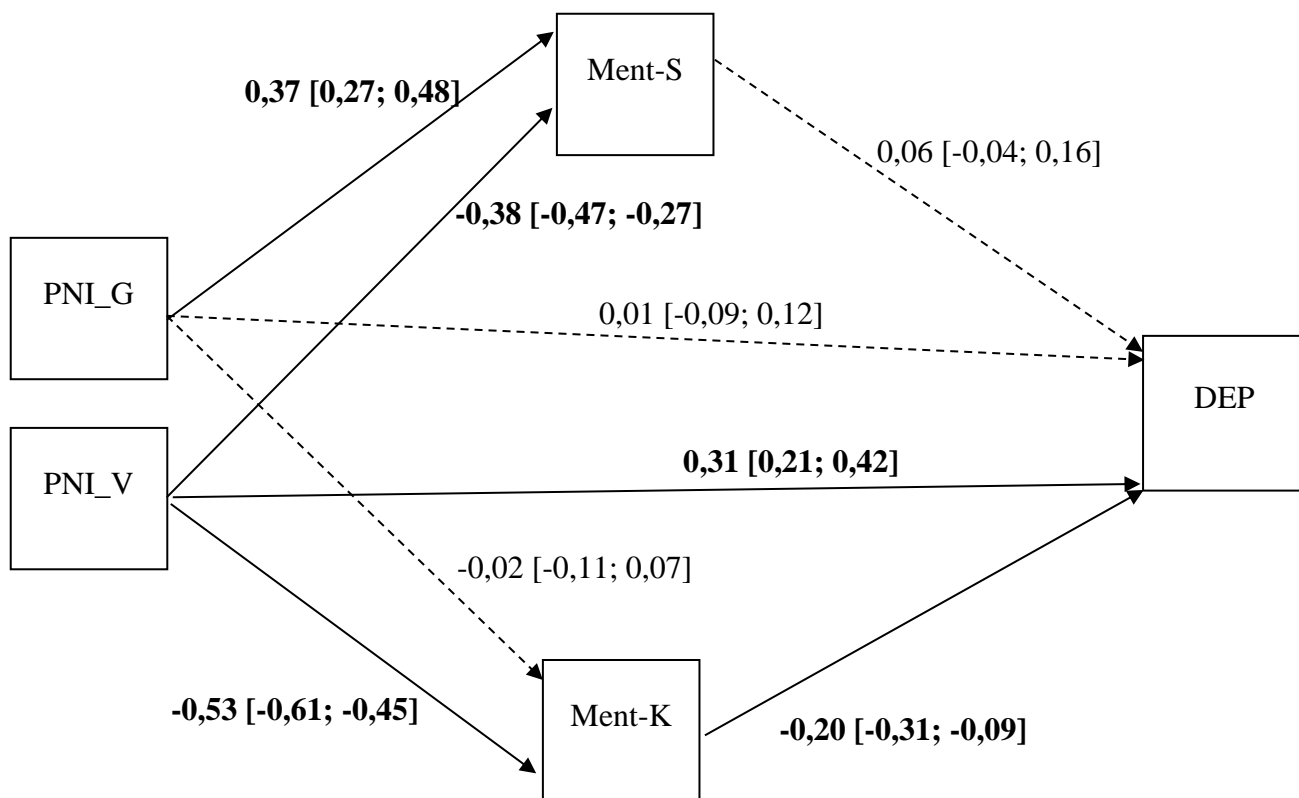 Ment-S
0,37 [0,27; 0,48]
0,06 [-0,04; 0,16]
-0,38 [-0,47; -0,27]
PNI_G
0,01 [-0,09; 0,12]
DEP
PNI_V
0,31 [0,21; 0,42]
-0,02 [-0,11; 0,07]
-0,53 [-0,61; -0,45]
Ment-K
-0,20 [-0,31; -0,09]